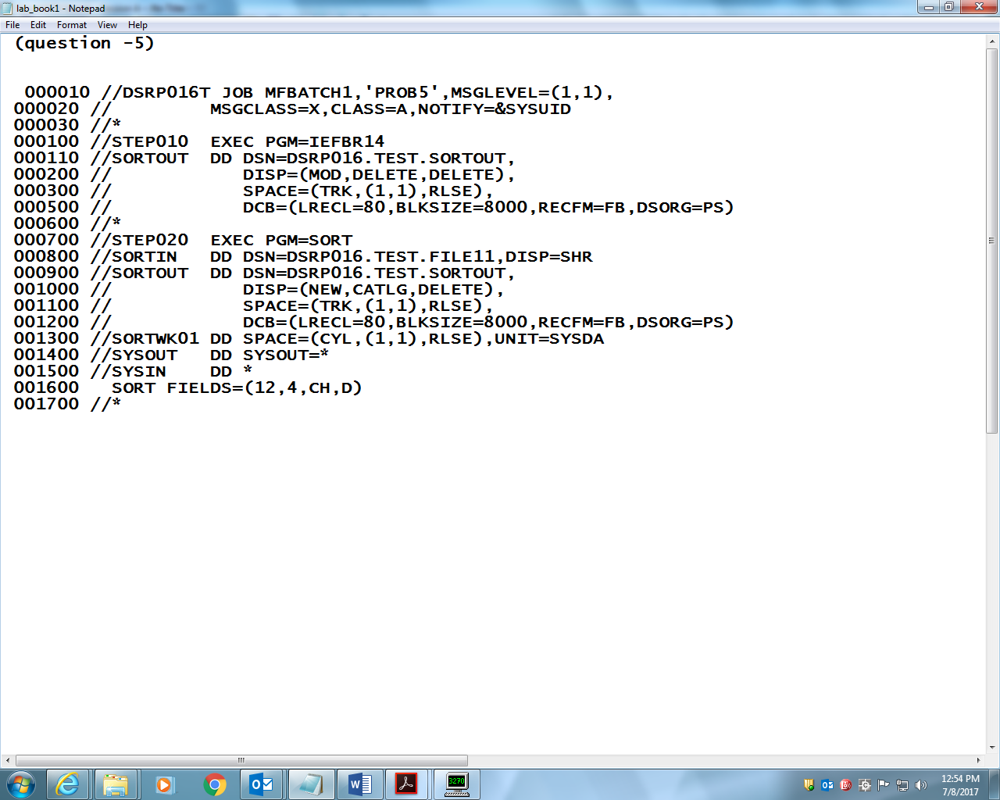 lab_book1 - Notepad
File Edit Format View Help
(question -5)
000010 //DSRP016T JOB MFBATCH1,'PROB5',MSGLEVEL=(1,1),
000020 //         MSGCLASS=X,CLASS=A,NOTIFY=&SYSUID
000030 //*
000100 //STEP010  EXEC PGM=IEFBR14
000110 //SORTOUT  DD DSN=DSRP016.TEST.SORTOUT,
000200 //            DISP=(MOD,DELETE,DELETE),
000300 //            SPACE=(TRK,(1,1),RLSE),
000500 //            DCB=(LRECL=80,BLKSIZE=8000,RECFM=FB,DSORG=PS)
000600 //*
000700 //STEP020  EXEC PGM=SORT
000800 //SORTIN   DD DSN=DSRP016.TEST.FILE11,DISP=SHR
000900 //SORTOUT  DD DSN=DSRP016.TEST.SORTOUT,
001000 //            DISP=(NEW,CATLG,DELETE),
001100 //            SPACE=(TRK,(1,1),RLSE),
001200 //            DCB=(LRECL=80,BLKSIZE=8000,RECFM=FB,DSORG=PS)
001300 //SORTWK01 DD SPACE=(CYL,(1,1),RLSE),UNIT=SYSDA
001400 //SYSOUT   DD SYSOUT=*
001500 //SYSIN    DD *
001600   SORT FIELDS=(12,4,CH,D)
001700 //*
3270
12:54 PM
7/8/2017